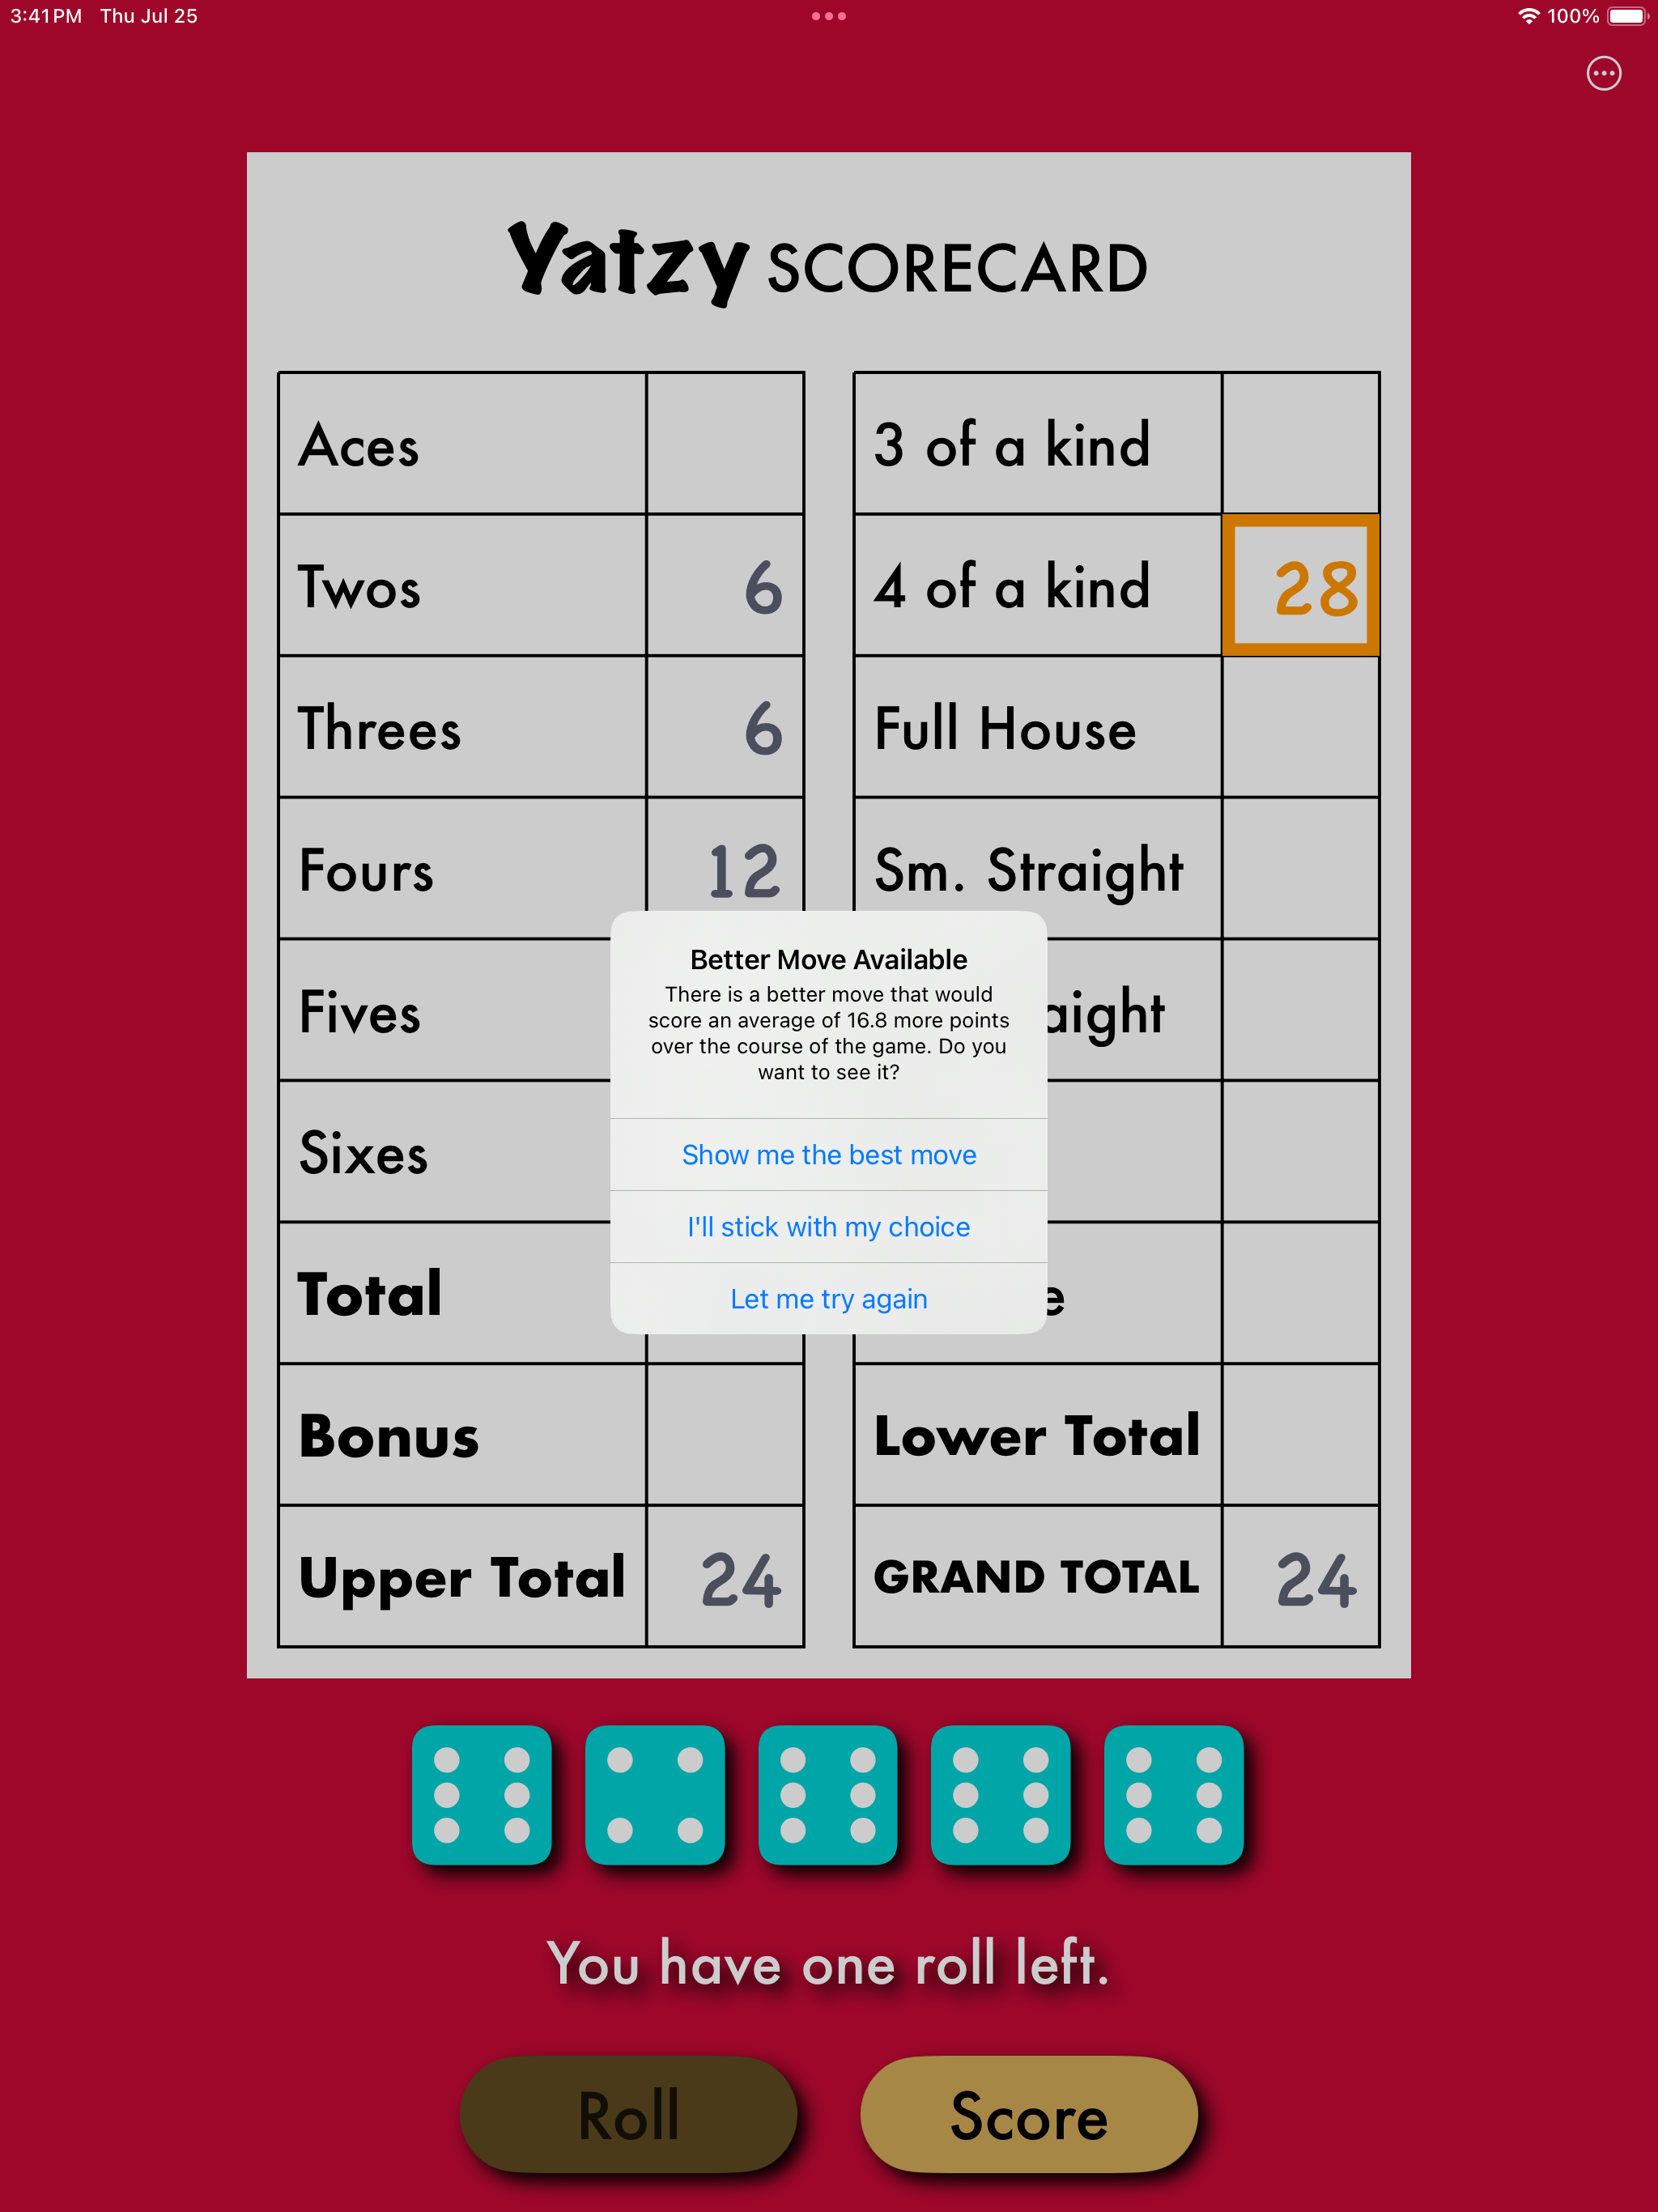 3:41 PM Thu Jul 25
100%
Yatzy SCORECARD
Aces
Twos 6
Threes 6
Fours 12
Fives
Sixes
Total
Bonus
Upper Total 24
3 of a kind
4 of a kind 28
Full House
Sm. Straight
aight
e
Lower Total
GRAND TOTAL 24
Better Move Available
There is a better move that would
score an average of 16.8 more points
over the course of the game. Do you
want to see it?
Show me the best move
I'll stick with my choice
Let me try again
You have one roll left.
Roll
Score